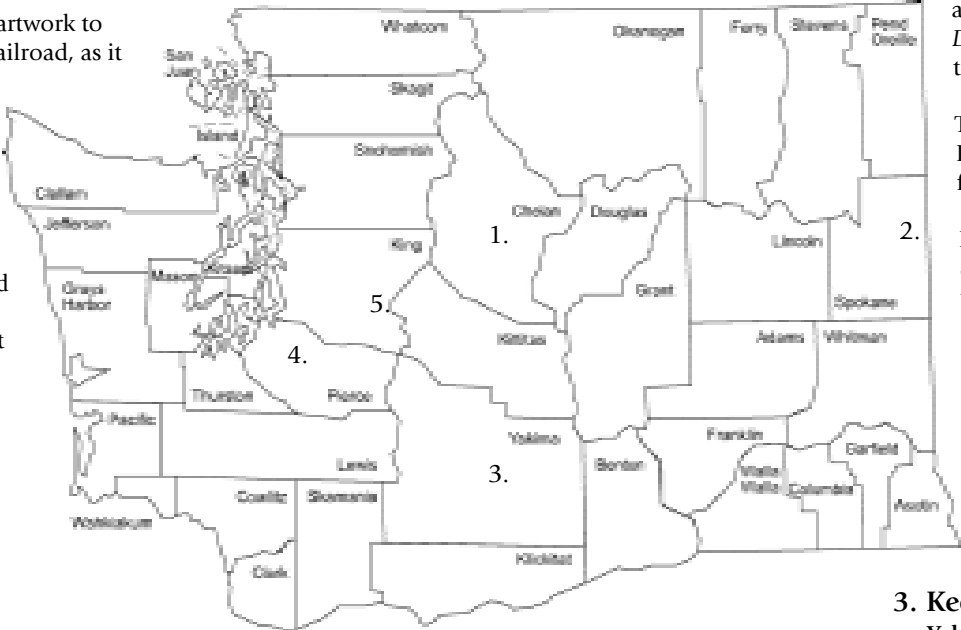 artwork to
ailroad, as it
Whatcom
Okanogan
Ferry
Stevens
Pend
Oreille
San
Juan
Skagit
Island
Snohomish
Clallam
Jefferson
Chelan
Douglas
1.
2.
King
Lincoln
Mason
Grays
Harbor
Grant
Spokane
5.
Kittitas
4.
Adams
Whitman
Thurston
Pierce
Pacific
Yakima
Franklin
Lewis
Benton
Garfield
3.
Walla
Walla
Columbia
Asotin
Wahkiakum
Cowlitz
Skamania
Klickitat
Clark
3. Kee